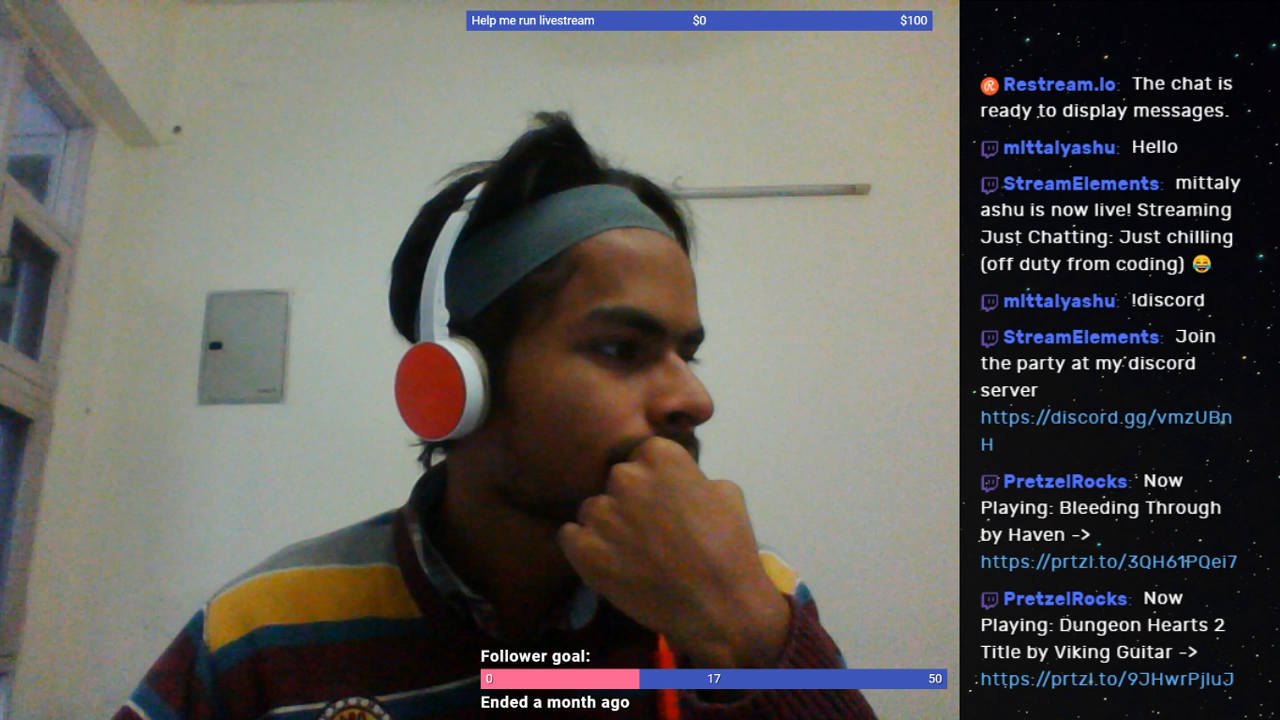 Help me run livestream $0 $100
Restream.io: The chat is
ready to display messages.
mittalyashu: Hello
StreamElements: mittaly
ashu is now live! Streaming
Just Chatting: Just chilling
(off duty from coding) 😂
mittalyashu: !discord
StreamElements: Join
the party at my discord
server
https://discord.gg/vmzUBn
H
PretzelRocks: Now
Playing: Bleeding Through
by Haven ->
https://prtzl.to/3QH61PQei7
PretzelRocks: Now
Playing: Dungeon Hearts 2
Title by Viking Guitar ->
https://prtzl.to/9JHwrPjluJ
Follower goal:
0 17 50
Ended a month ago